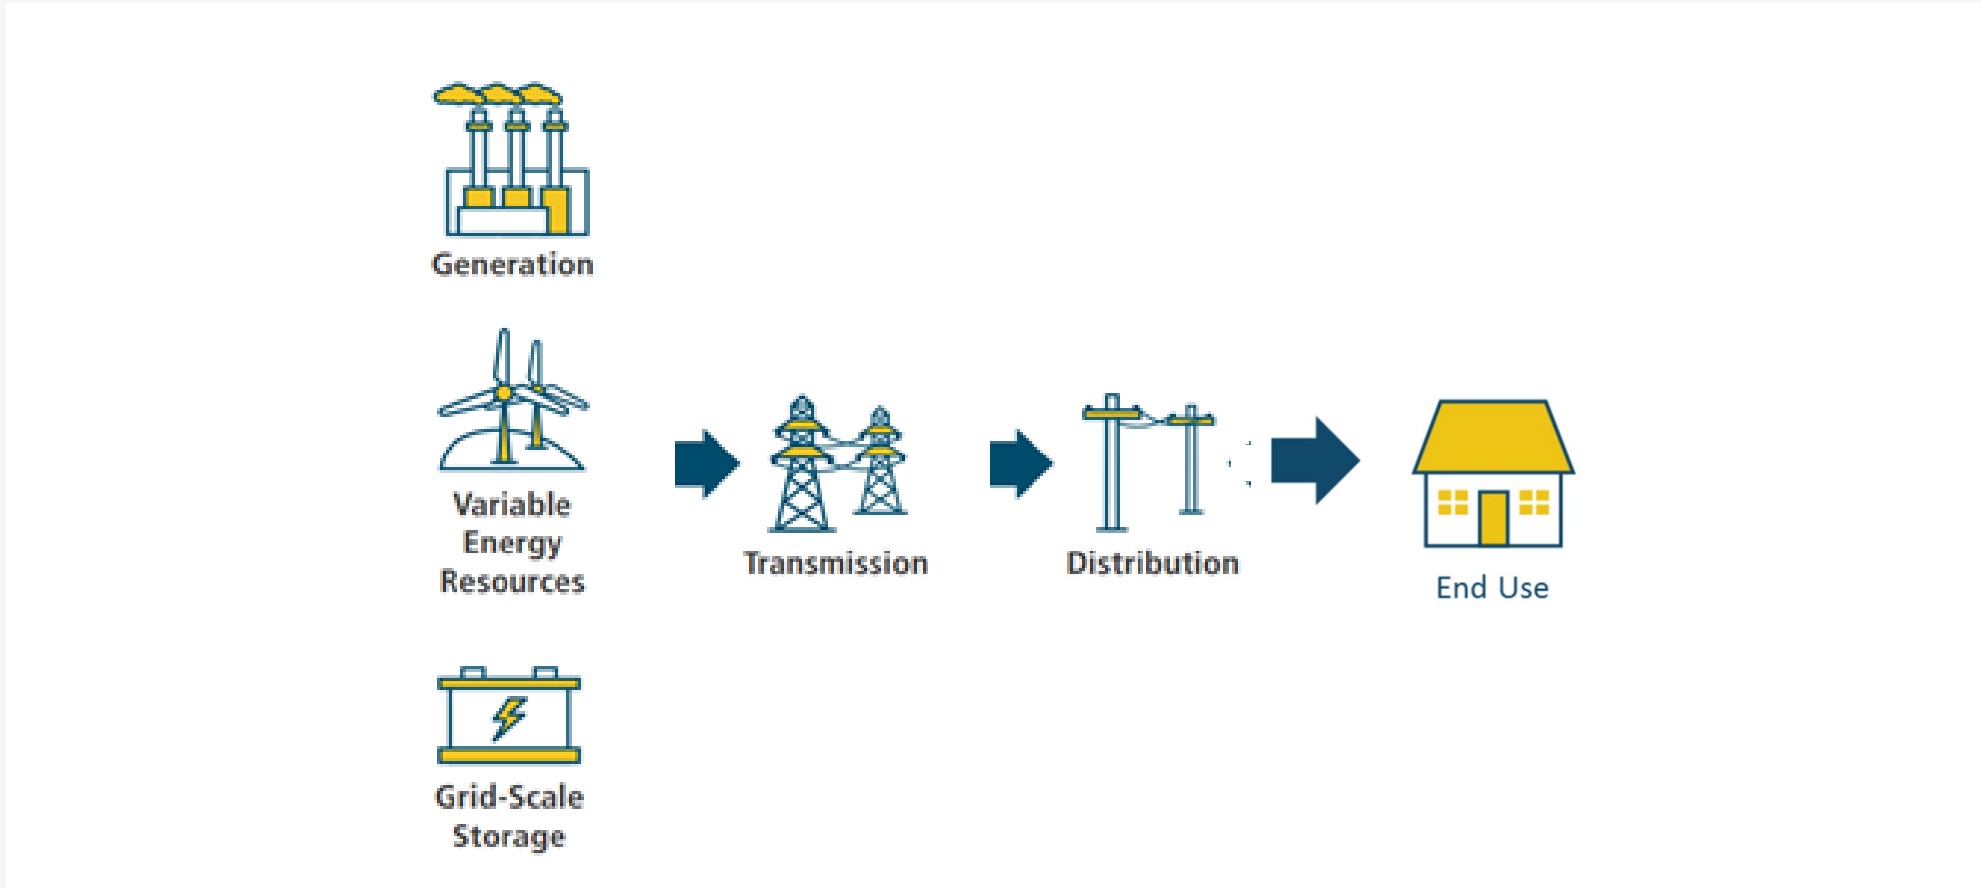 Generation
Variable
Energy
Resources
Transmission
Distribution
End Use
Grid-Scale
Storage